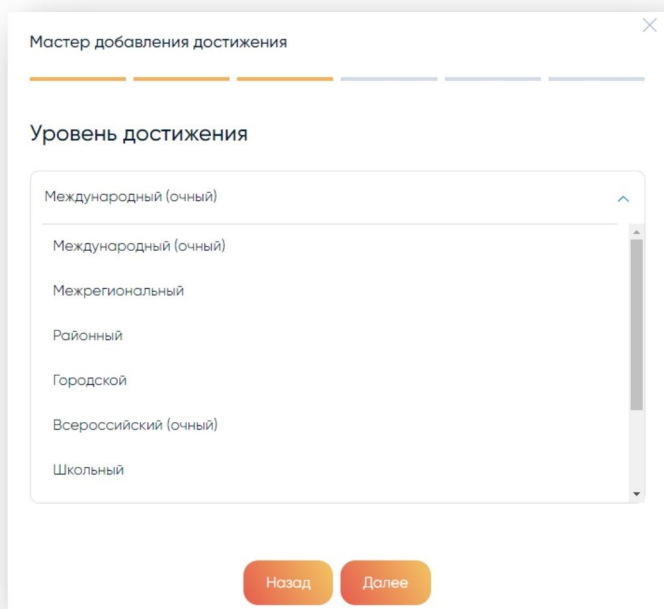 Мастер добавления достижения
Уровень достижения
Международный (очный)
Международный (очный)
Межрегиональный
Районный
Городской
Всероссийский (очный)
Школьный
Назад
Далее